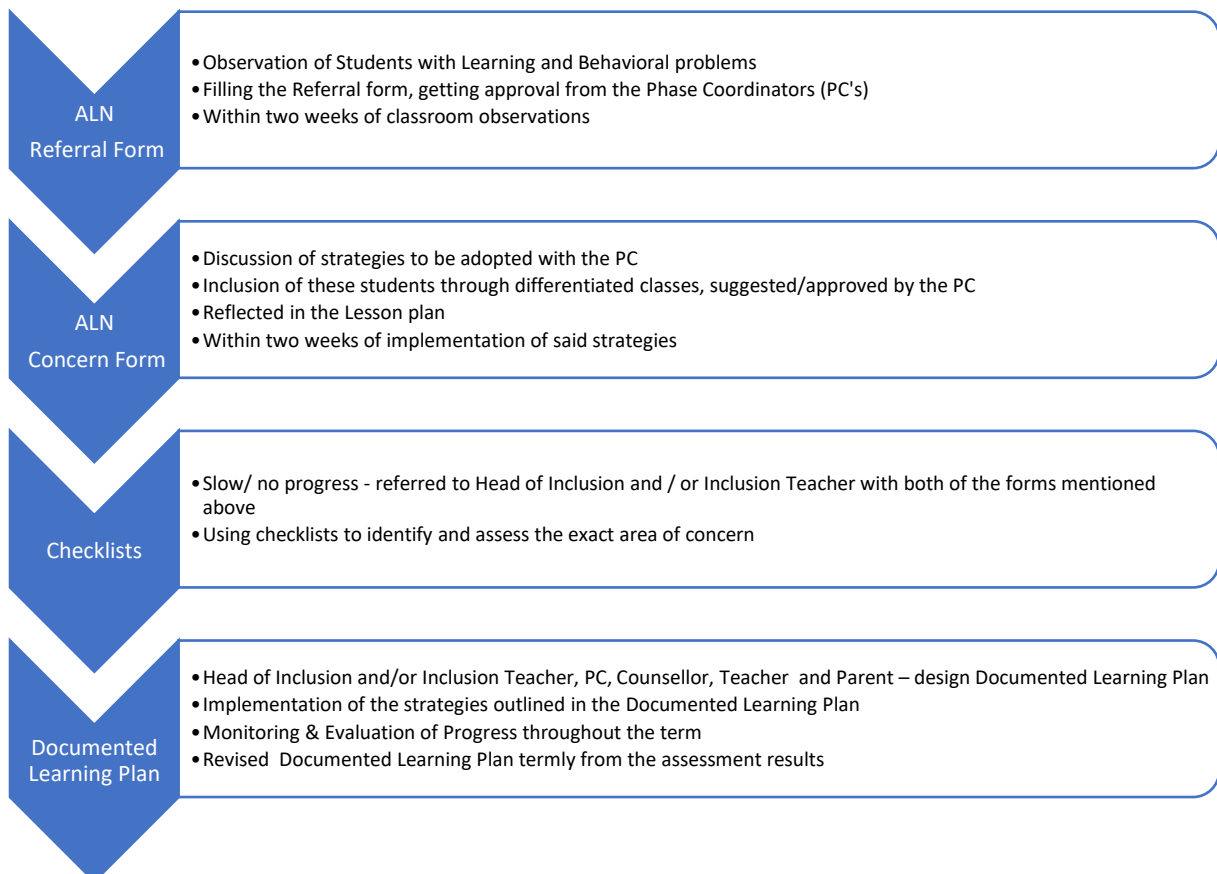 ALN
Referral Form
•Observation of Students with Learning and Behavioral problems
•Filling the Referral form, getting approval from the Phase Coordinators (PC's)
•Within two weeks of classroom observations
ALN
Concern Form
•Discussion of strategies to be adopted with the PC
•Inclusion of these students through differentiated classes, suggested/approved by the PC
•Reflected in the Lesson plan
•Within two weeks of implementation of said strategies
Checklists
•Slow/ no progress - referred to Head of Inclusion and / or Inclusion Teacher with both of the forms mentioned
above
•Using checklists to identify and assess the exact area of concern
Documented
Learning Plan
•Head of Inclusion and/or Inclusion Teacher, PC, Counsellor, Teacher and Parent – design Documented Learning Plan
•Implementation of the strategies outlined in the Documented Learning Plan
•Monitoring & Evaluation of Progress throughout the term
•Revised Documented Learning Plan termly from the assessment results